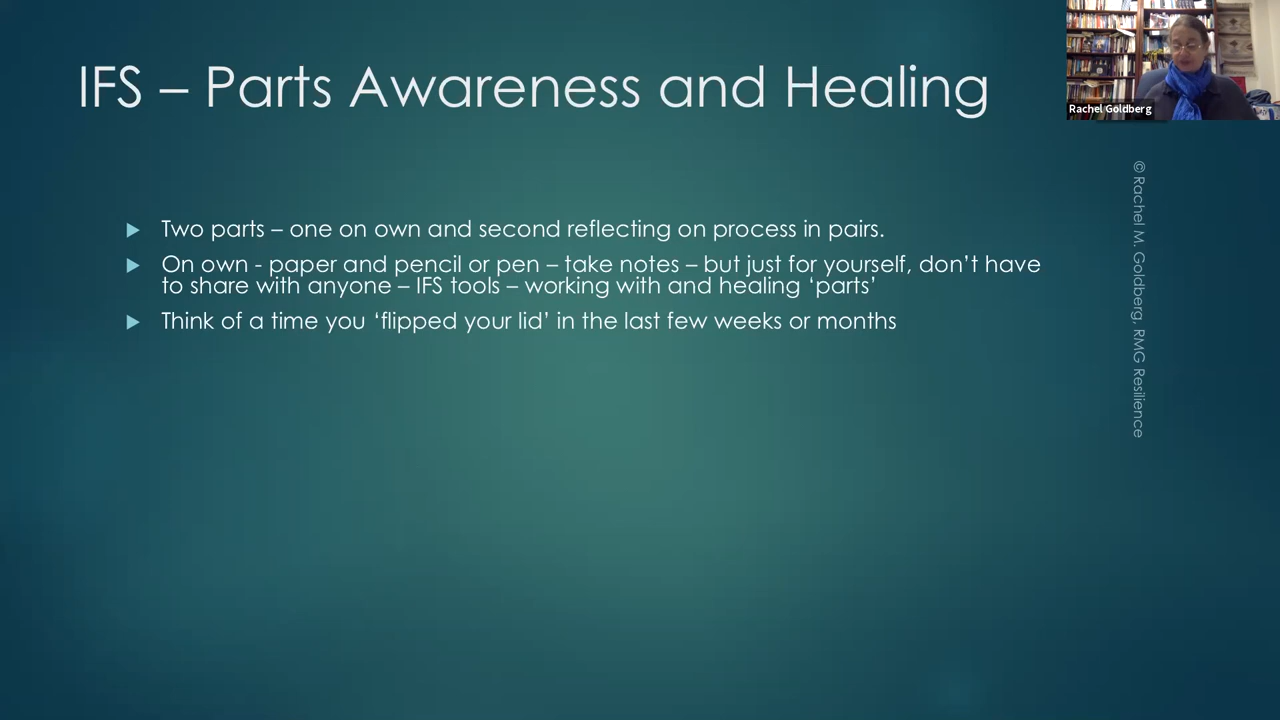 IFS – Parts Awareness and Healing
Rachel Goldberg
Two parts – one on own and second reflecting on process in pairs.
On own - paper and pencil or pen – take notes – but just for yourself, don’t have
to share with anyone – IFS tools – working with and healing ‘parts’
Think of a time you ‘flipped your lid’ in the last few weeks or months
© Rachel M. Goldberg, RMG Resilience